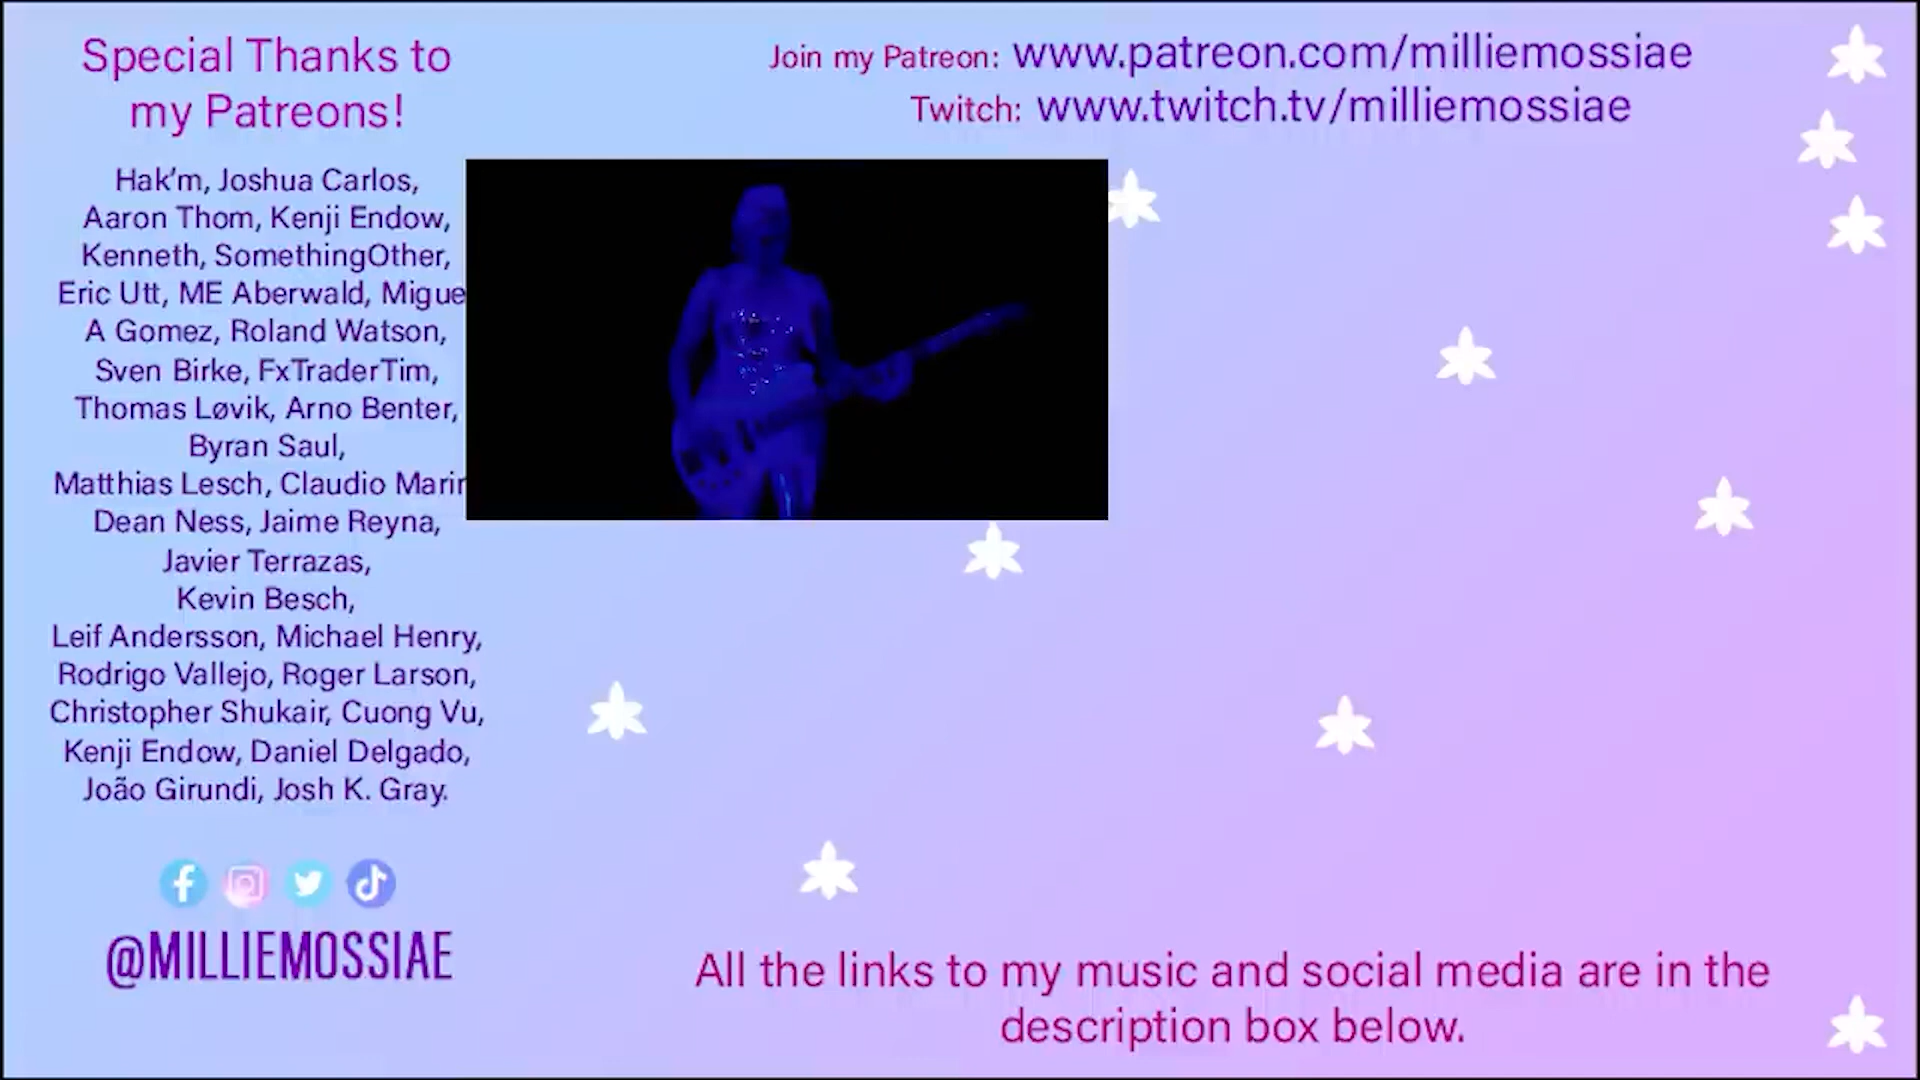 Special Thanks to
my Patreons!
Hak’m, Joshua Carlos,
Aaron Thom, Kenji Endow,
Kenneth, SomethingOther,
Eric Utt, ME Aberwald, Migue
A Gomez, Roland Watson,
Sven Birke, FxTraderTim,
Thomas Løvik, Arno Benter,
Byran Saul,
Matthias Lesch, Claudio Marin
Dean Ness, Jaime Reyna,
Javier Terrazas,
Kevin Besch,
Leif Andersson, Michael Henry,
Rodrigo Vallejo, Roger Larson,
Christopher Shukair, Cuong Vu,
Kenji Endow, Daniel Delgado,
João Girundi, Josh K. Gray.
@MILLIEMOSSIAE
Join my Patreon: www.patreon.com/milliemossiae
Twitch: www.twitch.tv/milliemossiae
All the links to my music and social media are in the
description box below.